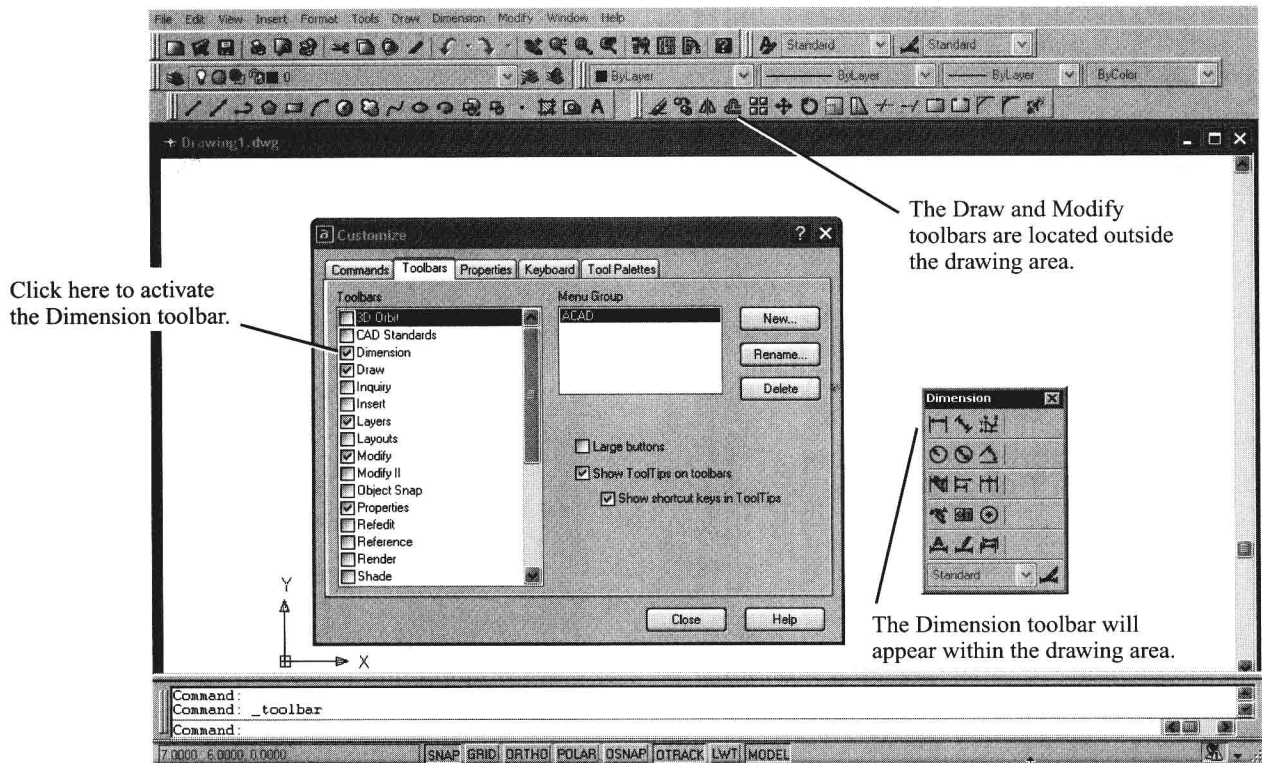 File Edit View Insert Format Tools Draw Dimension Modify Window Help
Standard Standard
0 ByLayer ByLayer ByLayer ByColor
Drawing1.dwg
The Draw and Modify
toolbars are located outside
the drawing area.
Customize
Commands Toolbars Properties Keyboard Tool Palettes
Click here to activate
the Dimension toolbar.
Toolbars
3D Orbit
CAD Standards
Dimension
Draw
Inquiry
Insert
Layers
Layouts
Modify
Modify II
Object Snap
Properties
Refedit
Reference
Render
Shade
Menu Group
ACAD
New...
Rename...
Delete
Large buttons
Show ToolTips on toolbars
Show shortcut keys in ToolTips
Close Help
Dimension
Standard
The Dimension toolbar will
appear within the drawing area.
Y
X
Command:
Command: _toolbar
Command:
7.0000, 6.0000, 0.0000 SNAP GRID ORTHO POLAR OSNAP OTRACK LWT MODEL